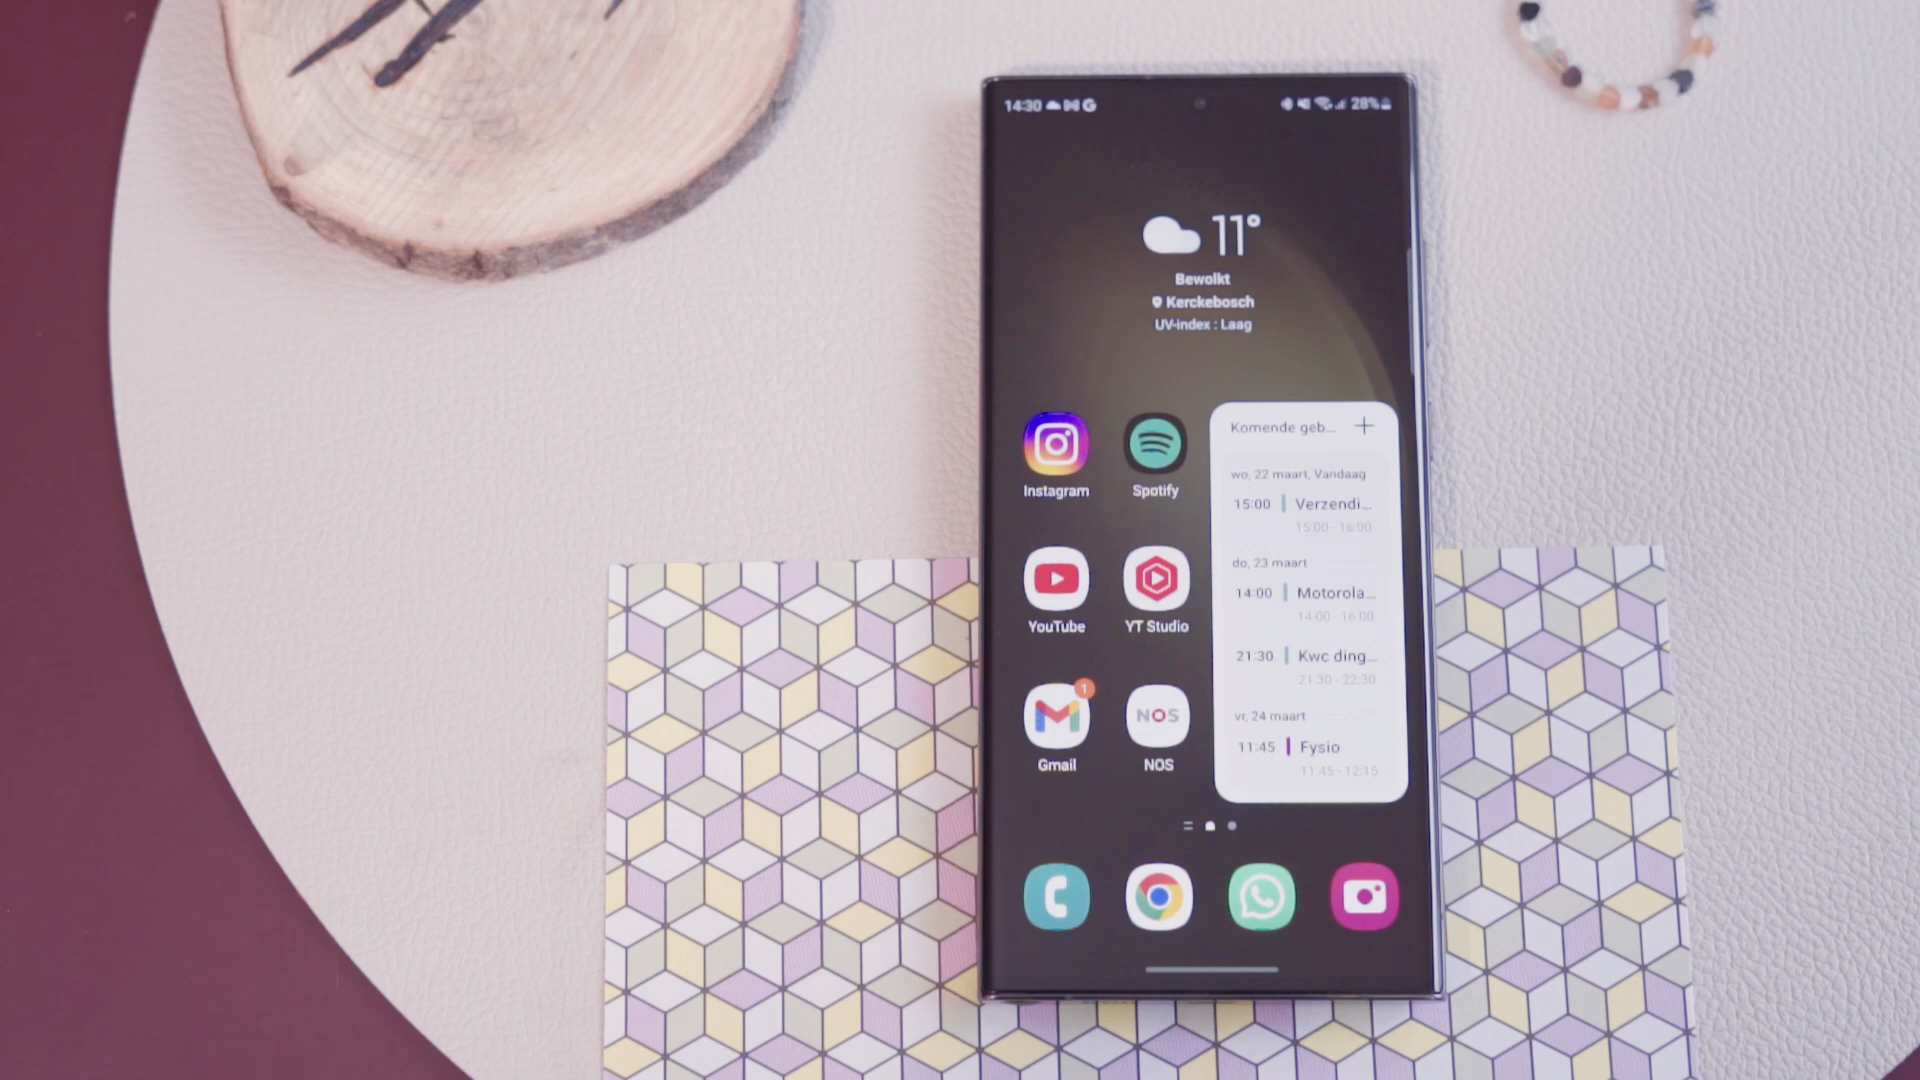 14:30
28%
11°
Bewolkt
Kerckebosch
UV-index : Laag
Instagram
Spotify
YouTube
YT Studio
1
Gmail
NOS
NOS
Komende geb...
wo, 22 maart, Vandaag
15:00 Verzendi...
15:00 - 16:00
do, 23 maart
14:00 Motorola...
14:00 - 16:00
21:30 Kwc ding...
21:30 - 22:30
vr, 24 maart
11:45 Fysio
11:45 - 12:15